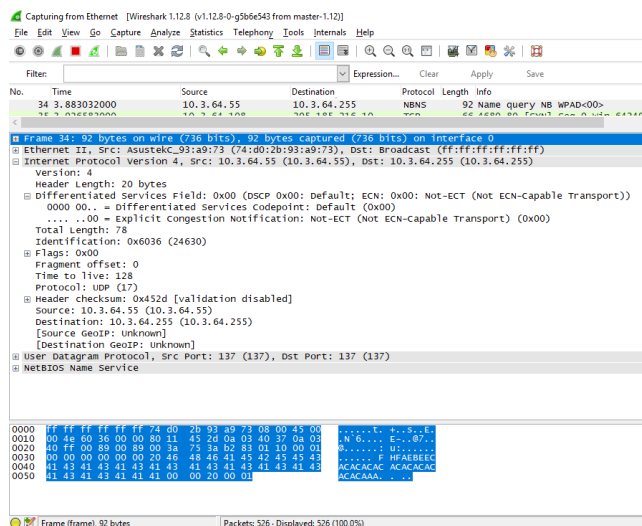 Capturing from Ethernet [Wireshark 1.12.8 (v1.12.8-0-g5b6e543 from master-1.12)]
File Edit View Go Capture Analyze Statistics Telephony Tools Internals Help
Filter: Expression... Clear Apply Save
No. Time Source Destination Protocol Length Info
34 3.883032000 10.3.64.55 10.3.64.255 NBNS 92 Name query NB WPAD<00>
Frame 34: 92 bytes on wire (736 bits), 92 bytes captured (736 bits) on interface 0
Ethernet II, Src: AsustekC_93:a9:73 (74:d0:2b:93:a9:73), Dst: Broadcast (ff:ff:ff:ff:ff:ff)
Internet Protocol Version 4, Src: 10.3.64.55 (10.3.64.55), Dst: 10.3.64.255 (10.3.64.255)
Version: 4
Header Length: 20 bytes
Differentiated Services Field: 0x00 (DSCP 0x00: Default; ECN: 0x00: Not-ECT (Not ECN-Capable Transport))
0000 00.. = Differentiated Services Codepoint: Default (0x00)
.... ..00 = Explicit Congestion Notification: Not-ECT (Not ECN-Capable Transport) (0x00)
Total Length: 78
Identification: 0x6036 (24630)
Flags: 0x00
Fragment offset: 0
Time to live: 128
Protocol: UDP (17)
Header checksum: 0x452d [validation disabled]
Source: 10.3.64.55 (10.3.64.55)
Destination: 10.3.64.255 (10.3.64.255)
[Source GeoIP: Unknown]
[Destination GeoIP: Unknown]
User Datagram Protocol, Src Port: 137 (137), Dst Port: 137 (137)
NetBIOS Name Service
0000 ff ff ff ff ff ff 74 d0 2b 93 a9 73 08 00 45 00 ......t. +..s..E.
0010 00 4e 60 36 00 00 80 11 45 2d 0a 03 40 37 0a 03 .N`6.... E-..@7..
0020 40 ff 00 89 00 89 00 3a 75 3a b2 83 01 10 00 01 @......: u:......
0030 00 00 00 00 00 00 20 46 48 46 41 45 42 45 45 43 ...... F HFAEBEEC
0040 41 43 41 43 41 43 41 43 41 43 41 43 41 43 41 43 ACACACAC ACACACAC
0050 41 43 41 43 41 41 41 00 00 20 00 01 ACACAAA. . ..
Frame (frame), 92 bytes Packets: 526 · Displayed: 526 (100.0%)